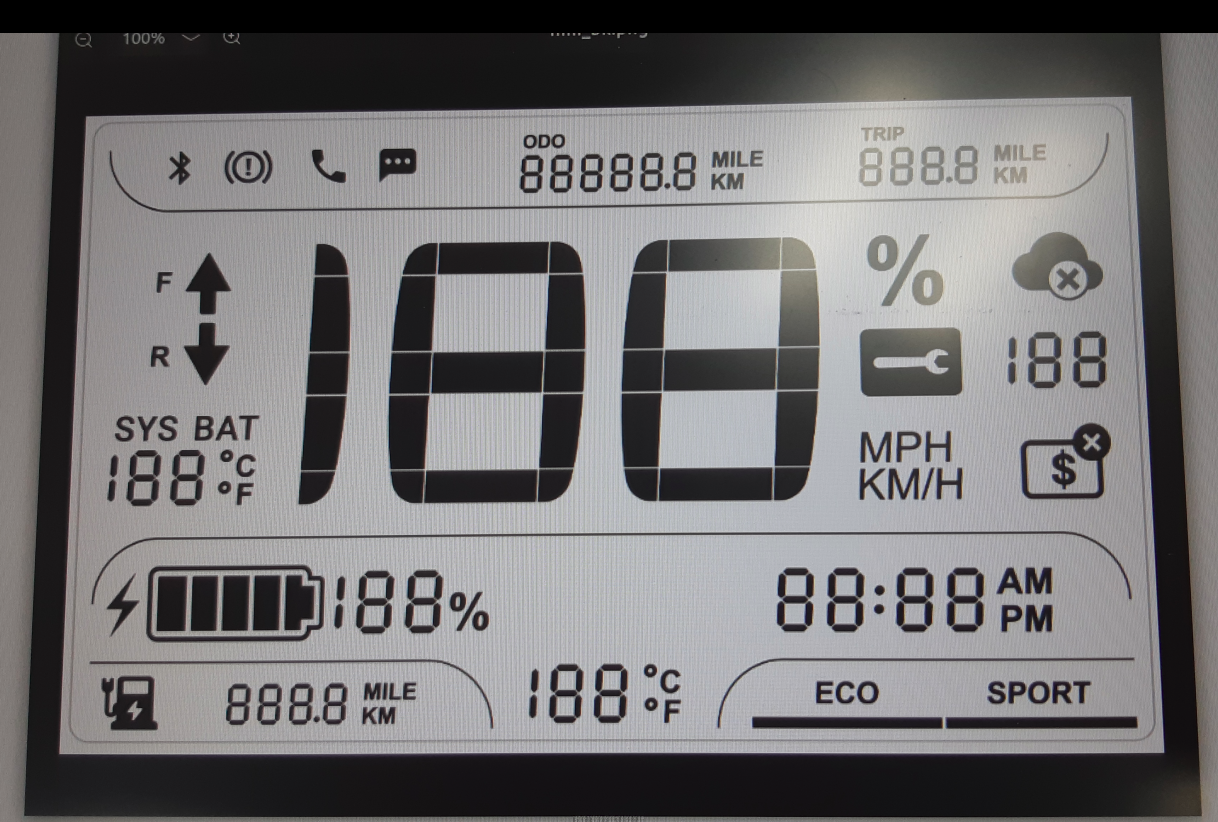 100%
ODO
88888.8 MILE
KM
TRIP
888.8 MILE
KM
F
R
188
%
188
SYS BAT
188 °C
°F
MPH
KM/H
$
188%
88:88 AM
PM
888.8 MILE
KM
188 °C
°F
ECO
SPORT